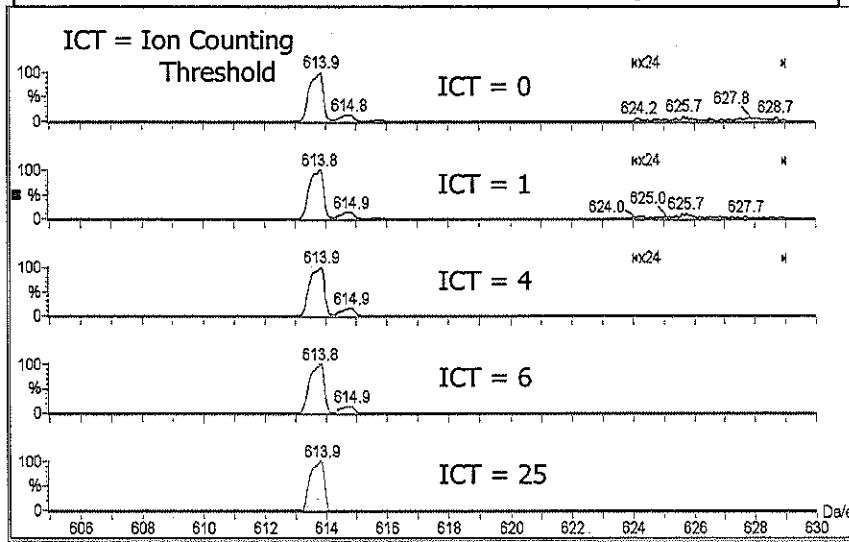 ICT = Ion Counting
Threshold
613.9
614.8
ICT = 0
x24
624.2 625.7 627.8 628.7
100
%
0
613.8
614.9
ICT = 1
x24
624.0 625.0 625.7 627.7
100
%
0
613.9
614.9
ICT = 4
x24
100
%
0
613.8
614.9
ICT = 6
100
%
0
613.9
ICT = 25
100
%
0
606 608 610 612 614 616 618 620 622 624 626 628 630 Da/e